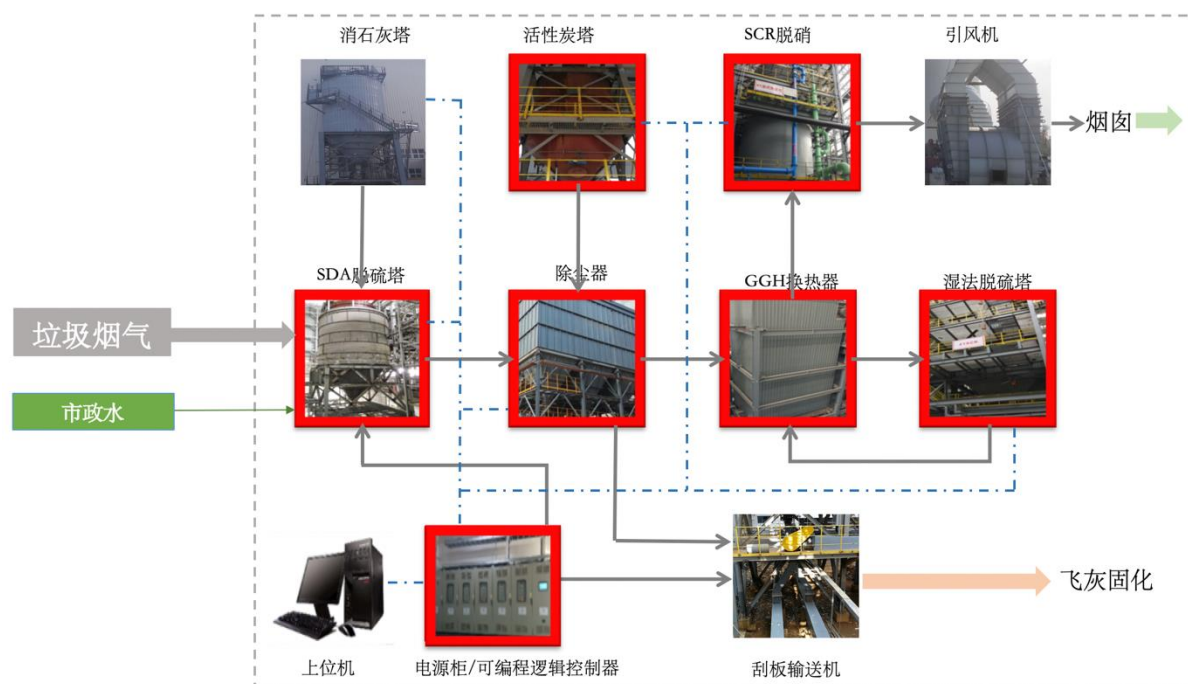 消石灰塔
活性炭塔
SCR脱硝
引风机
烟囱
SDA脱硫塔
除尘器
GGH换热器
湿法脱硫塔
垃圾烟气
市政水
飞灰固化
上位机
电源柜/可编程逻辑控制器
刮板输送机